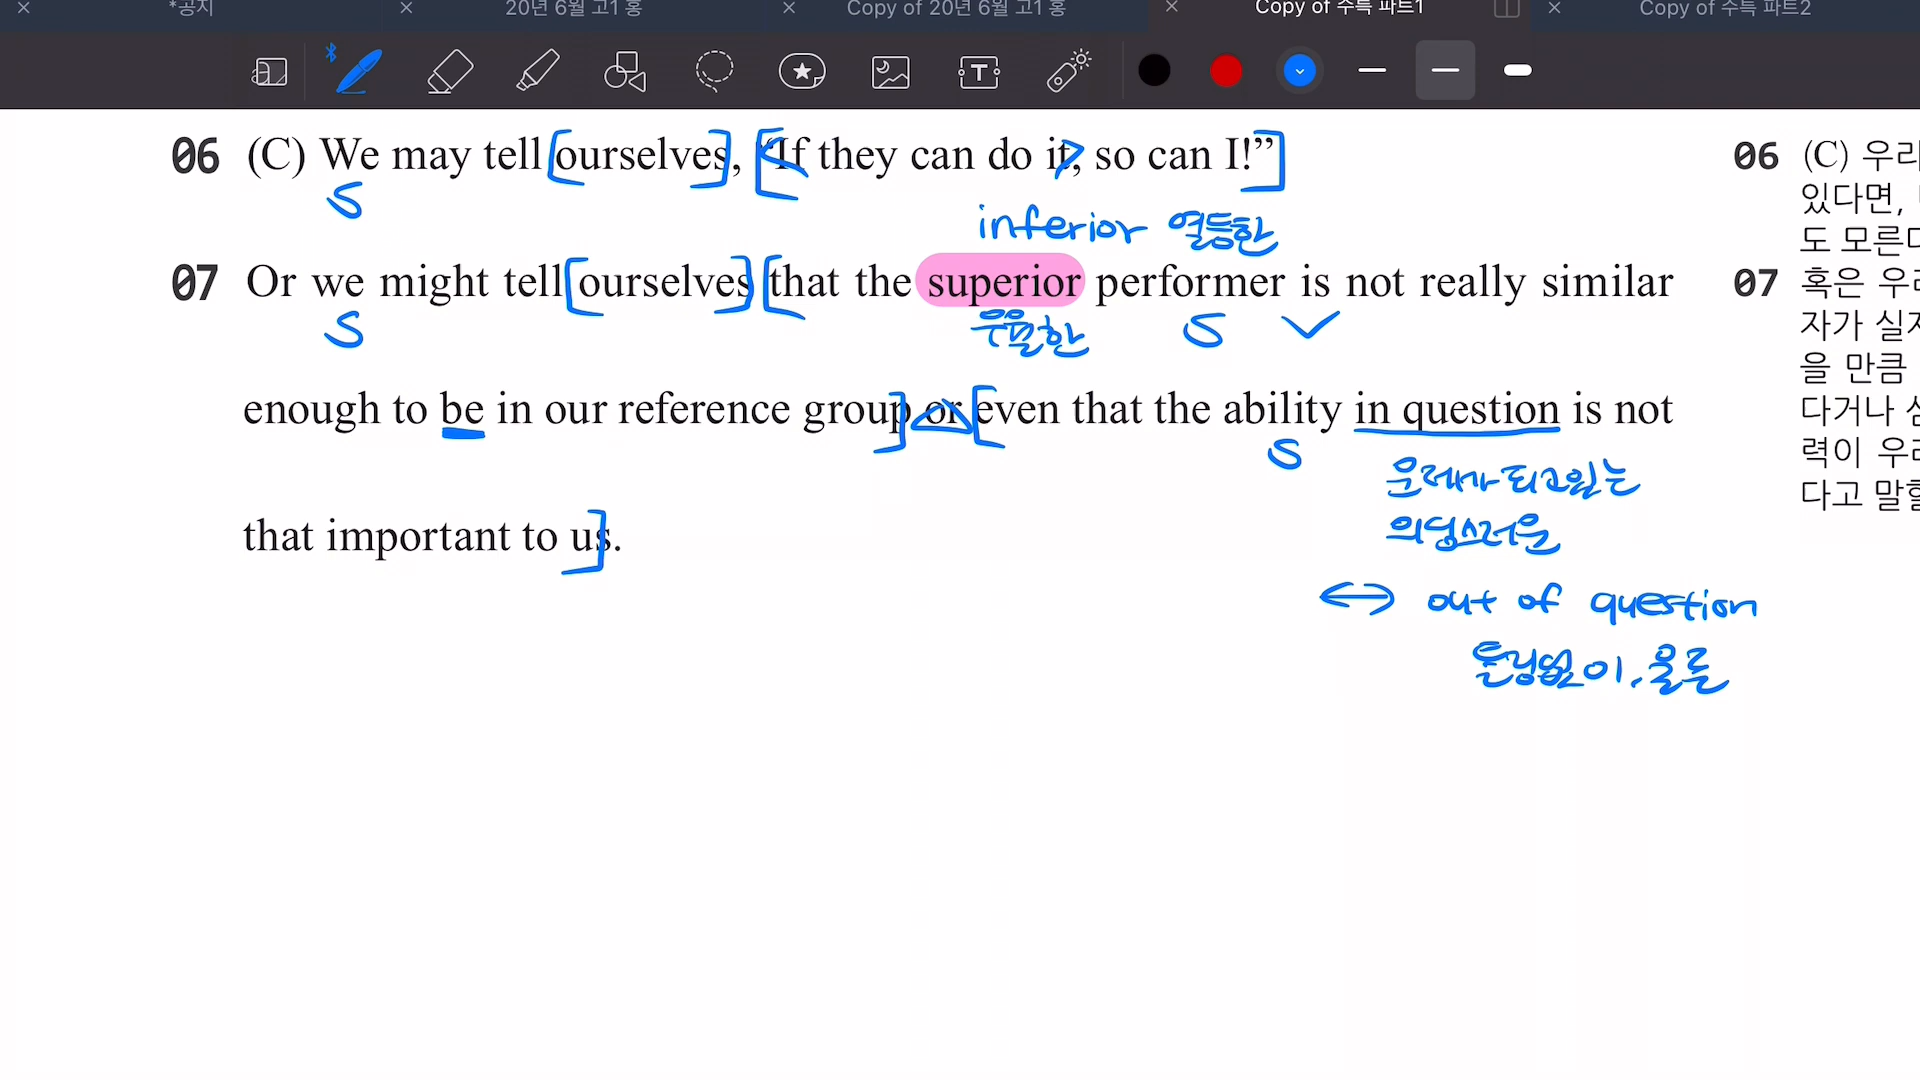 *공지
20년 6월 고1 홍
Copy of 20년 6월 고1 홍
Copy of 수특 파트1
Copy of 수특 파트2
06 (C) We may tell ourselves, “If they can do it, so can I!”
S
inferior 열등한
07 Or we might tell ourselves that the superior performer is not really similar
S 우월한 S
enough to be in our reference group or even that the ability in question is not
S
문제가 되고있는
that important to us.
의심스러운
↔ out of question
틀림없이, 물론
06 (C) 우리
있다면,
도 모른다
07 혹은 우리
자가 실제
을 만큼
다거나 심
력이 우리
다고 말할